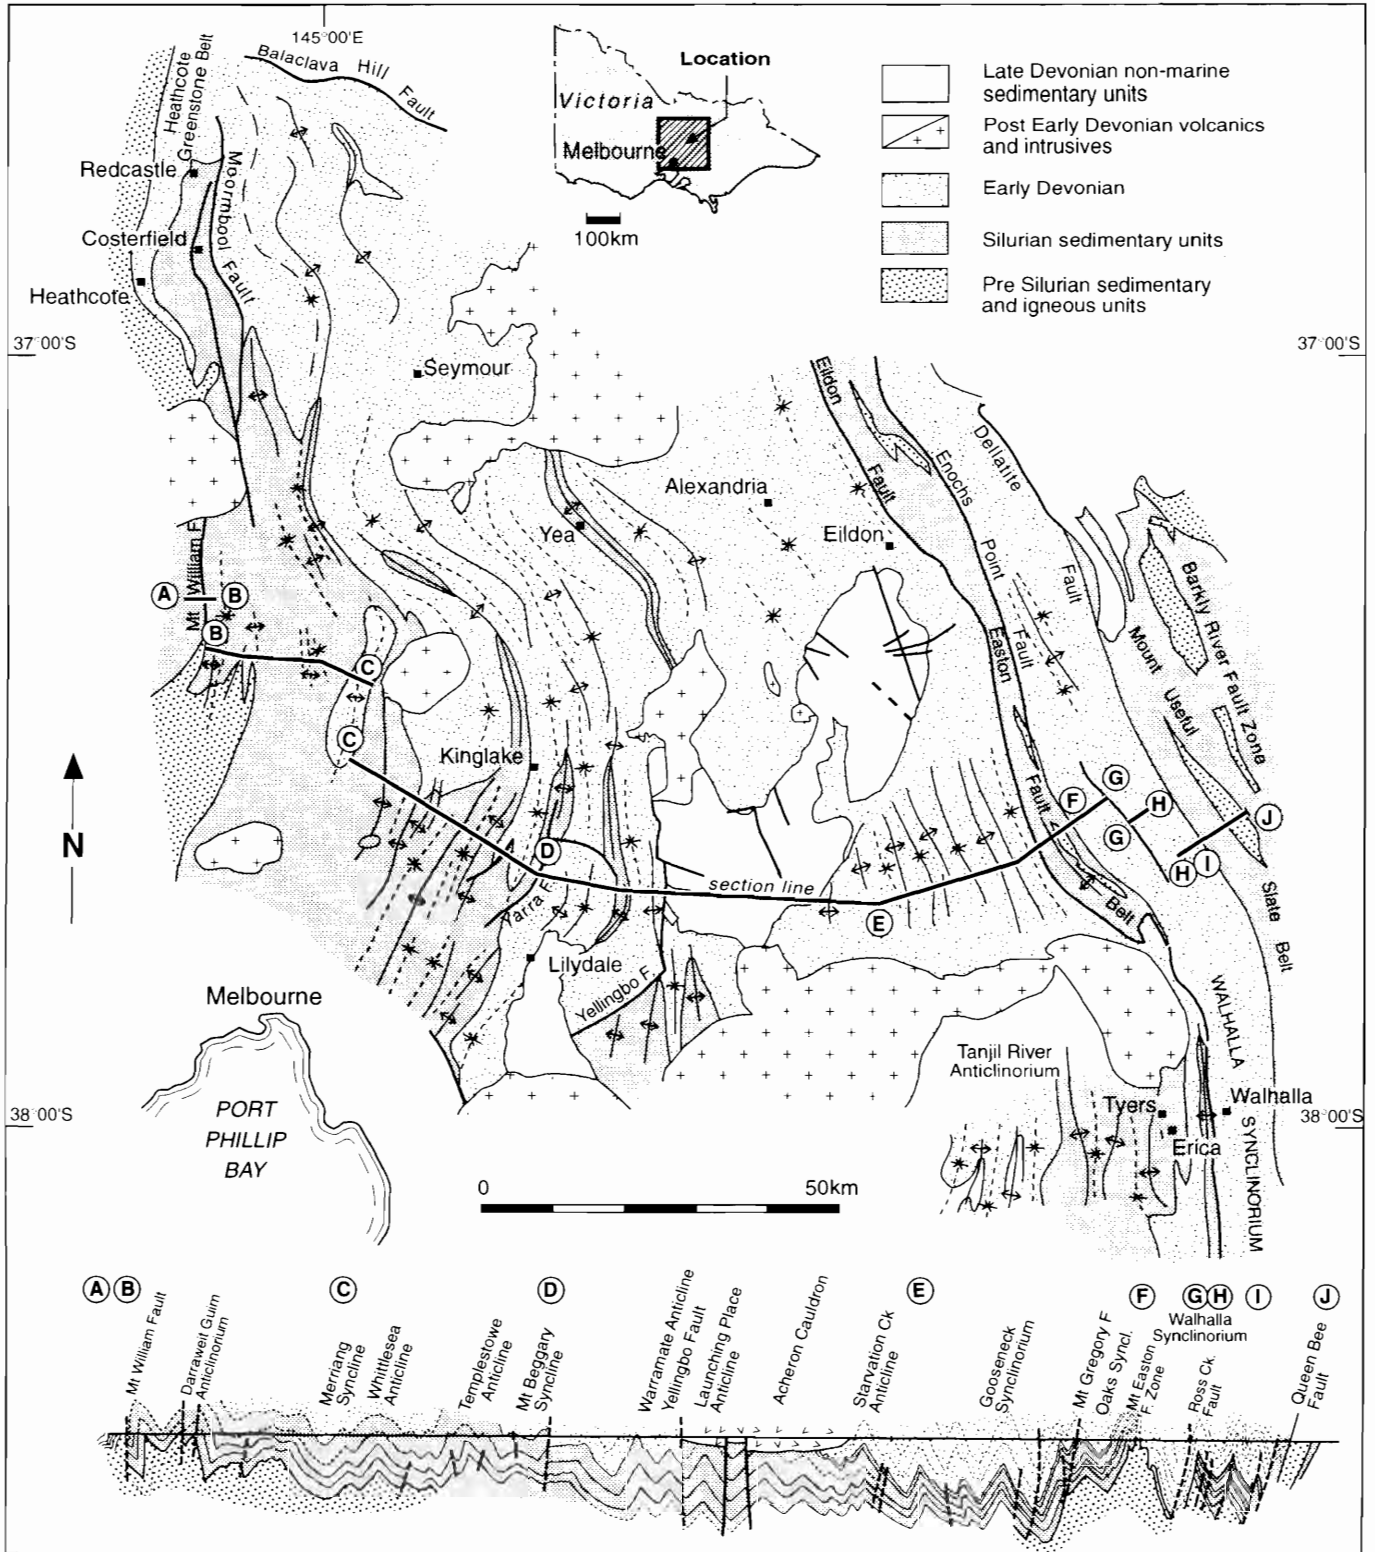 145°00'E
Balaclava Hill Fault
Heathcote
Greenstone Belt
Redcastle
Moormbool Fault
Costerfield
Heathcote
37°00'S
Location
Victoria
Melbourne
100km
Late Devonian non-marine
sedimentary units
Post Early Devonian volcanics
and intrusives
Early Devonian
Silurian sedimentary units
Pre Silurian sedimentary
and igneous units
37°00'S
Seymour
Eildon Fault
Enochs Point Fault
Dellatite Fault
Alexandria
Yea
Eildon
Mt William F
A
B
B
C
C
Easton Fault Belt
Mount Useful Slate Belt
Barkly River Fault Zone
Kinglake
D
section line
E
F
G
G
H
H
I
J
Yarra F.
Lilydale
Yellingbo F.
N
Melbourne
PORT
PHILLIP
BAY
38°00'S
Tanjil River
Anticlinorium
WALHALLA SYNCLINORIUM
Tyers
Walhalla
Erica
38°00'S
0
50km
A
B
C
D
E
F
G
H
I
J
Mt William Fault
Darraweit Guim
Anticlinorium
Merriang
Syncline
Whittlesea
Anticline
Templestowe
Anticline
Mt Beggary
Syncline
Warramate Anticline
Yellingbo Fault
Launching Place
Anticline
Acheron Cauldron
Starvation Ck
Anticline
Gooseneck
Synclinorium
Mt Gregory F
Oaks Syncl.
Mt Easton
F Zone
Walhalla
Synclinorium
Ross Ck.
Fault
Queen Bee
Fault